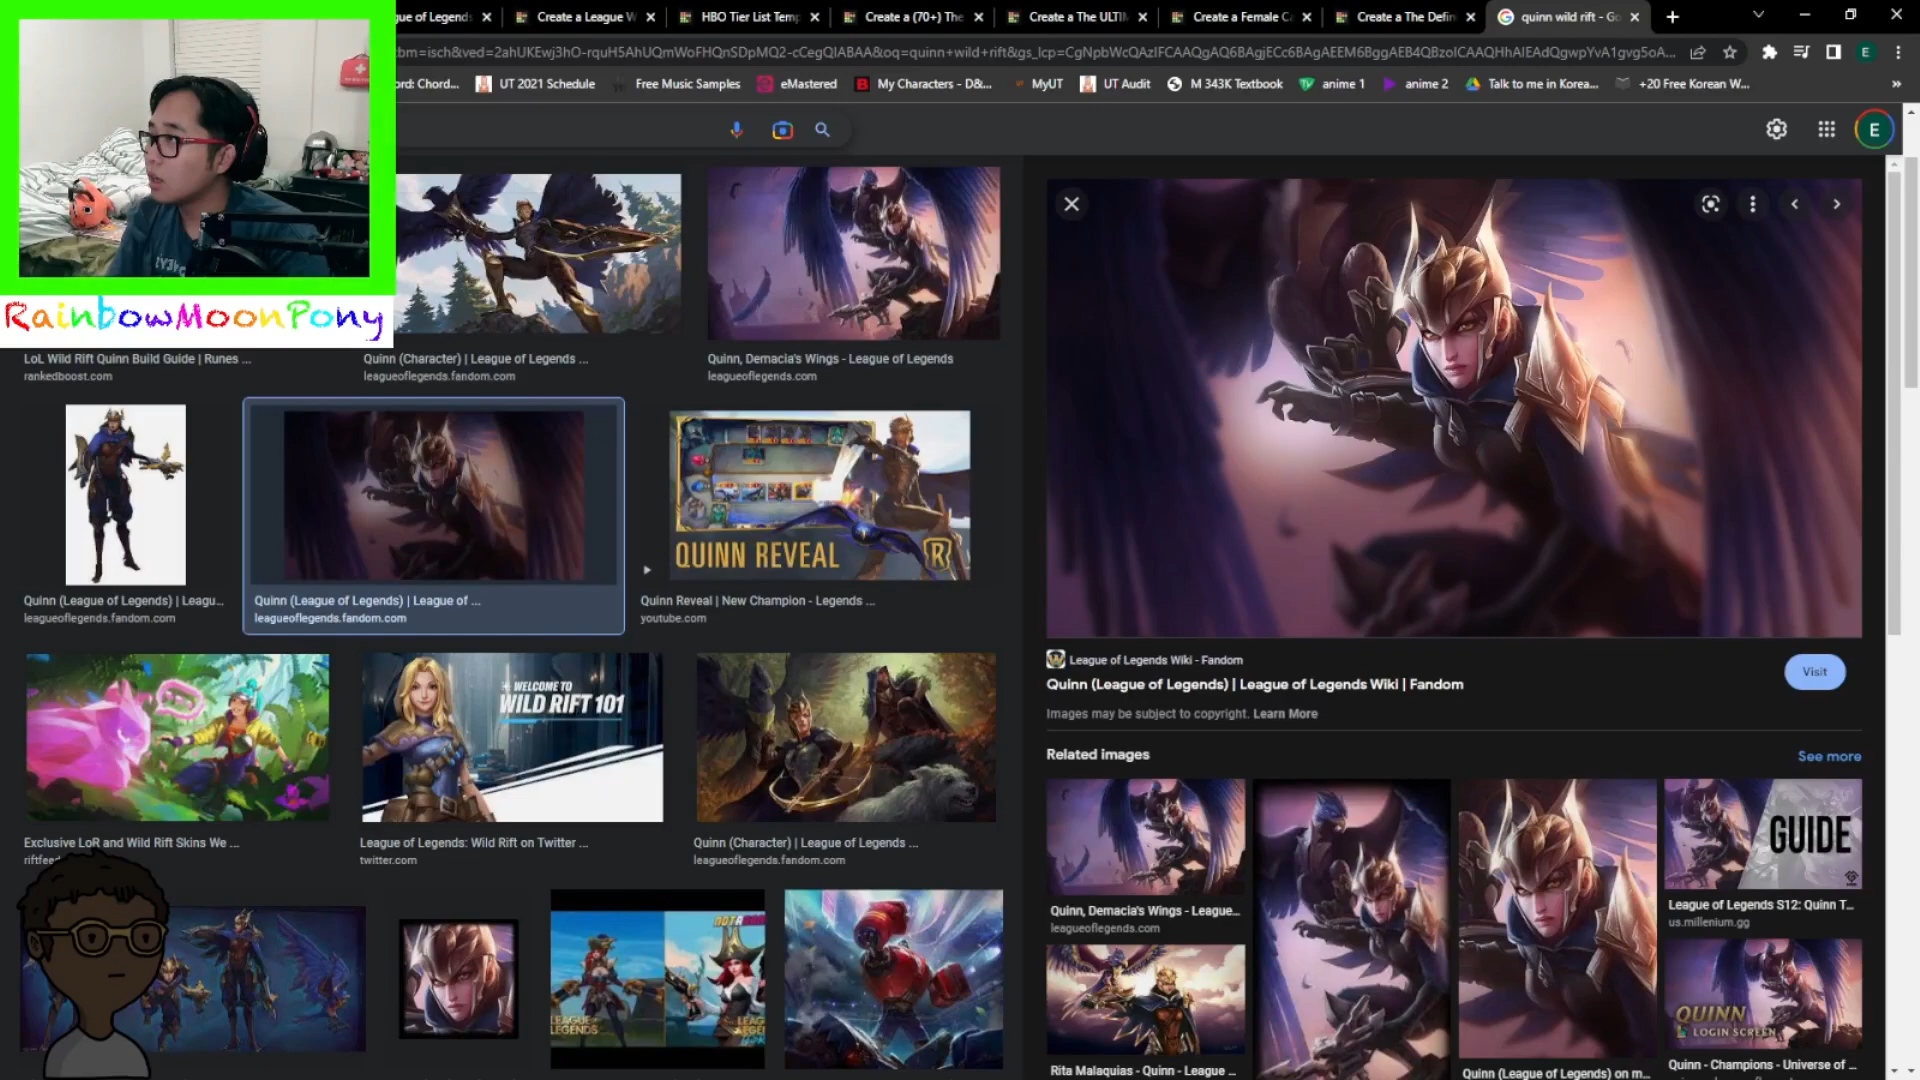 gue of Legends
Create a League W
HBO Tier List Temp
Create a (70+) The
Create a The ULTI
Create a Female C
Create a The Defin
quinn wild rift - Go
ord: Chord...
UT 2021 Schedule
Free Music Samples
eMastered
My Characters - D&...
MyUT
UT Audit
M 343K Textbook
anime 1
anime 2
Talk to me in Korea...
+20 Free Korean W...
E
RainbowMoonPony
LoL Wild Rift Quinn Build Guide | Runes ...
rankedboost.com
Quinn (Character) | League of Legends ...
leagueoflegends.fandom.com
Quinn, Demacia's Wings - League of Legends
leagueoflegends.com
QUINN REVEAL
Quinn (League of Legends) | Leagu...
leagueoflegends.fandom.com
Quinn (League of Legends) | League of ...
leagueoflegends.fandom.com
Quinn Reveal | New Champion - Legends ...
youtube.com
WELCOME TO
WILD RIFT 101
Exclusive LoR and Wild Rift Skins We ...
riftfee
League of Legends: Wild Rift on Twitter ...
twitter.com
Quinn (Character) | League of Legends ...
leagueoflegends.fandom.com
LEAGUE
LEGENDS
League of Legends Wiki - Fandom
Quinn (League of Legends) | League of Legends Wiki | Fandom
Visit
Images may be subject to copyright. Learn More
Related images
See more
GUIDE
Quinn, Demacia's Wings - League...
leagueoflegends.com
League of Legends S12: Quinn T...
us.millenium.gg
QUINN
LOGIN SCREEN
Rita Malaquias - Quinn - League ...
Quinn (League of Legends) on m...
Quinn - Champions - Universe of ...